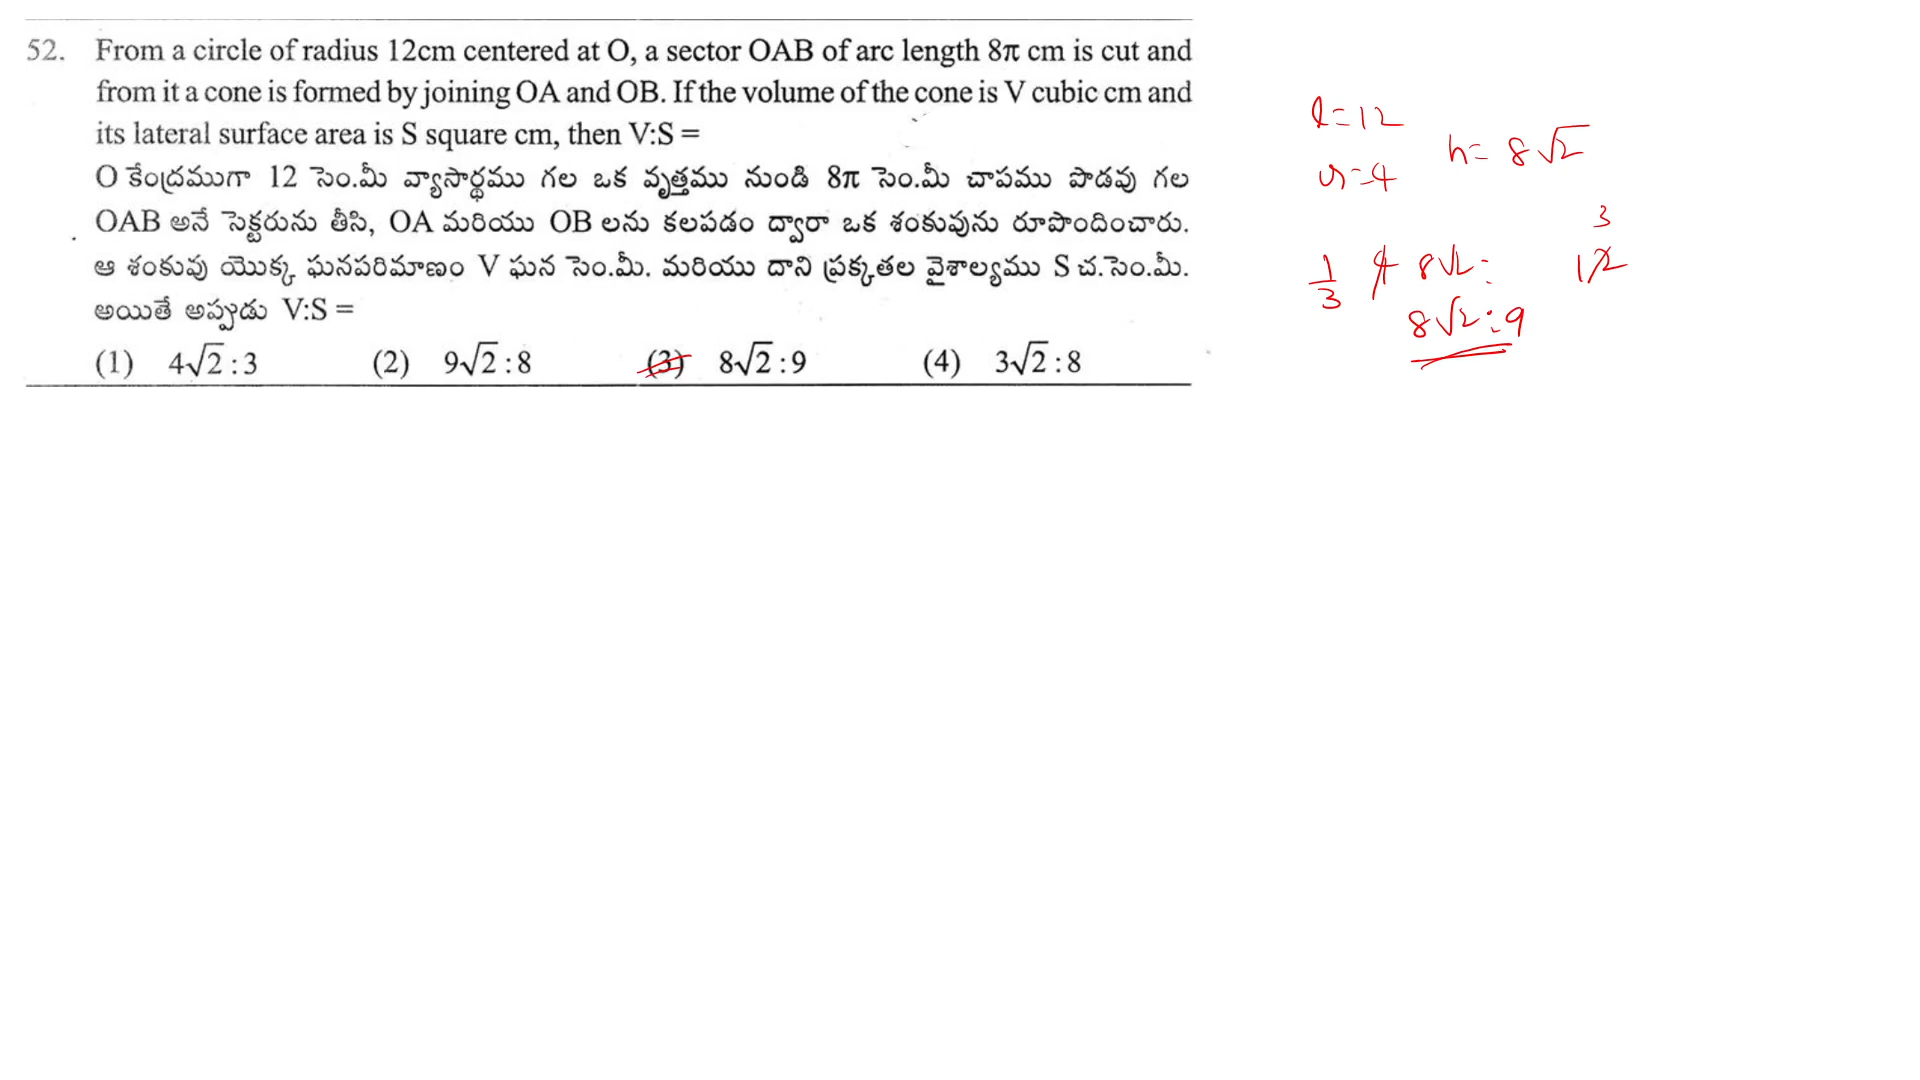 52. From a circle of radius 12cm centered at O, a sector OAB of arc length 8π cm is cut and
from it a cone is formed by joining OA and OB. If the volume of the cone is V cubic cm and
its lateral surface area is S square cm, then V:S =
O కేంద్రముగా 12 సెం.మీ వ్యాసార్థము గల ఒక వృత్తము నుండి 8π సెం.మీ చాపము పొడవు గల
OAB అనే సెక్టరును తీసి, OA మరియు OB లను కలపడం ద్వారా ఒక శంకువును రూపొందించారు.
ఆ శంకువు యొక్క ఘనపరిమాణం V ఘన సెం.మీ. మరియు దాని ప్రక్కతల వైశాల్యము S చ.సెం.మీ.
అయితే అప్పుడు V:S =
(1) 4√2 : 3 (2) 9√2 : 8 (3) 8√2 : 9 (4) 3√2 : 8
l = 12
r = 4
h = 8√2
1/3 4 8√2 : 12
3
8√2 : 9